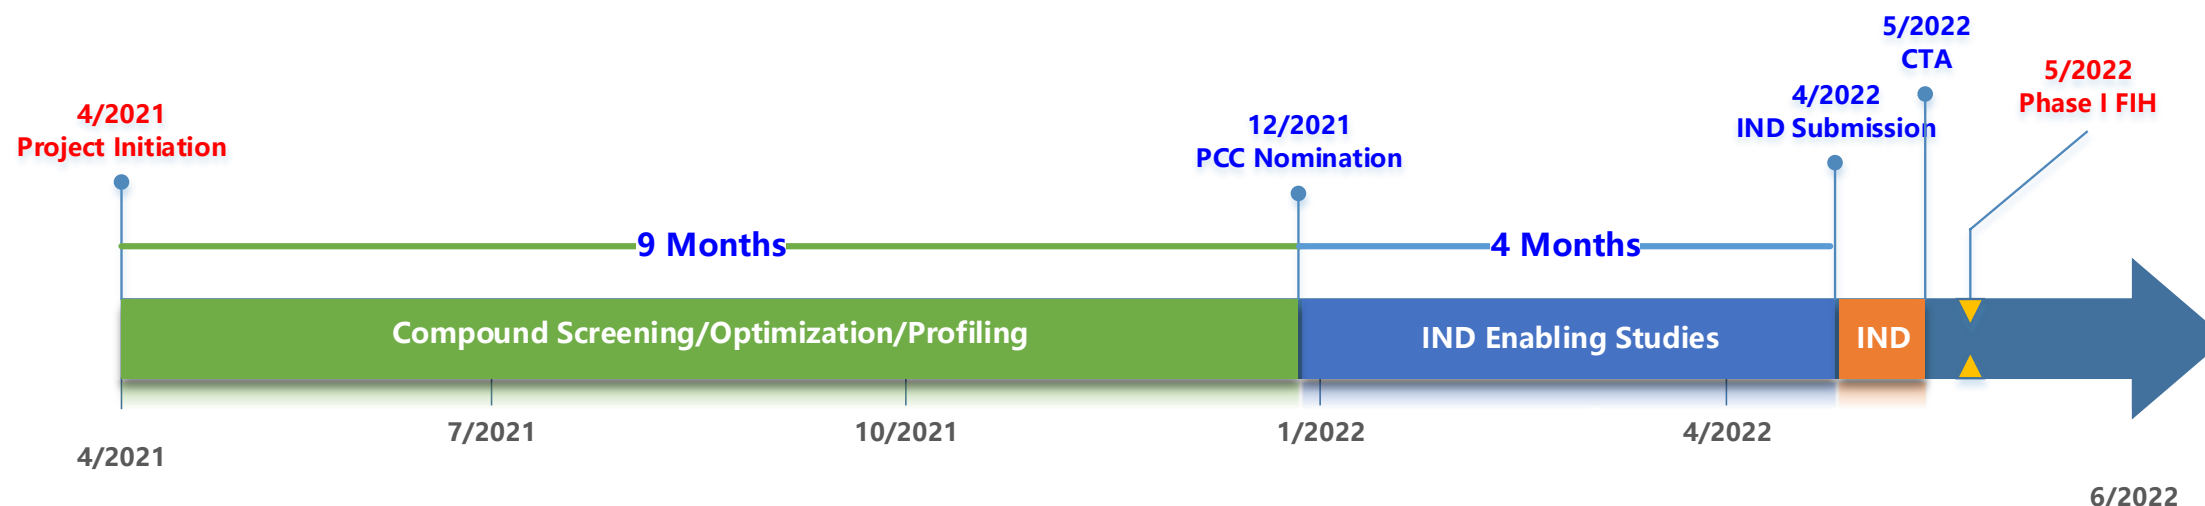 4/2021
Project Initiation
12/2021
PCC Nomination
4/2022
IND Submission
5/2022
CTA
5/2022
Phase I FIH
9 Months
4 Months
Compound Screening/Optimization/Profiling
IND Enabling Studies
IND
4/2021
7/2021
10/2021
1/2022
4/2022
6/2022